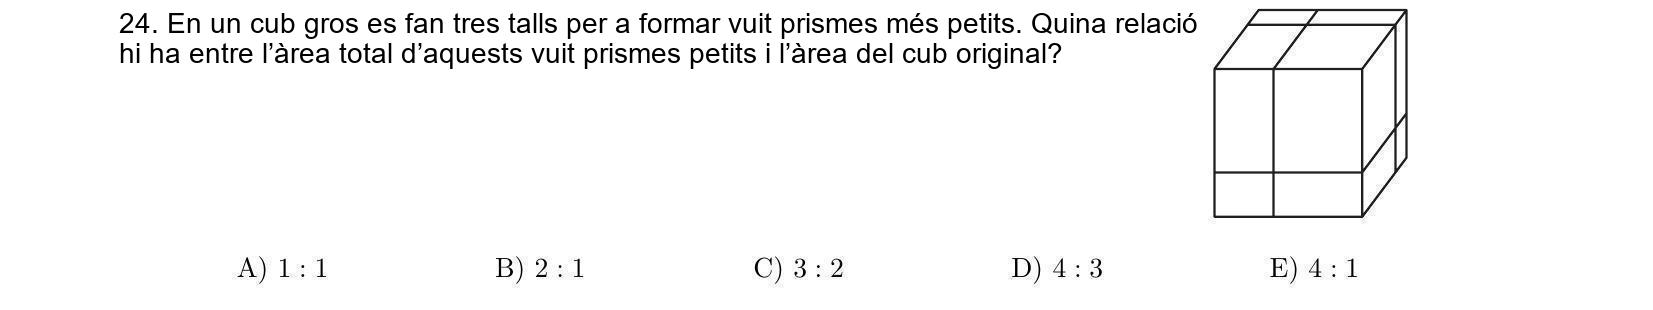 24. En un cub gros es fan tres talls per a formar vuit prismes més petits. Quina relació
hi ha entre l'àrea total d'aquests vuit prismes petits i l'àrea del cub original?
A) 1 : 1 B) 2 : 1 C) 3 : 2 D) 4 : 3 E) 4 : 1